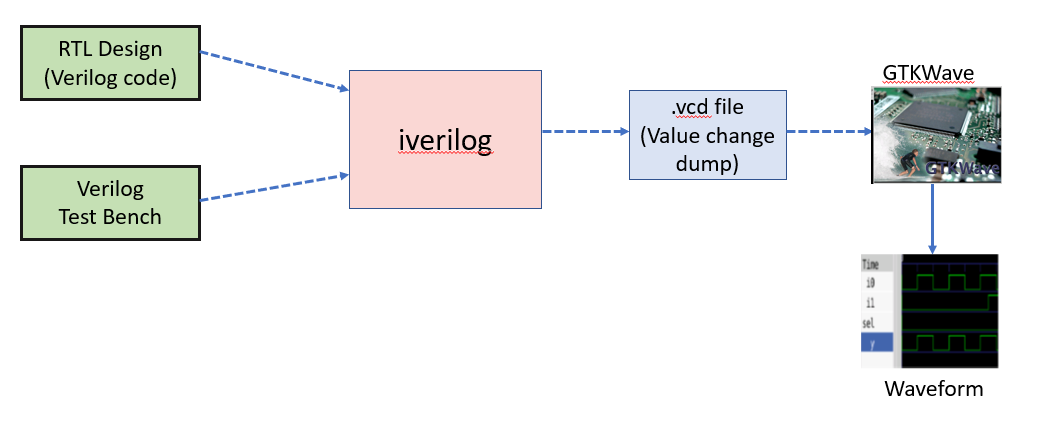 RTL Design
(Verilog code)
Verilog
Test Bench
iverilog
.vcd file
(Value change
dump)
GTKWave
GTKWave
Time
i0
i1
sel
y
Waveform